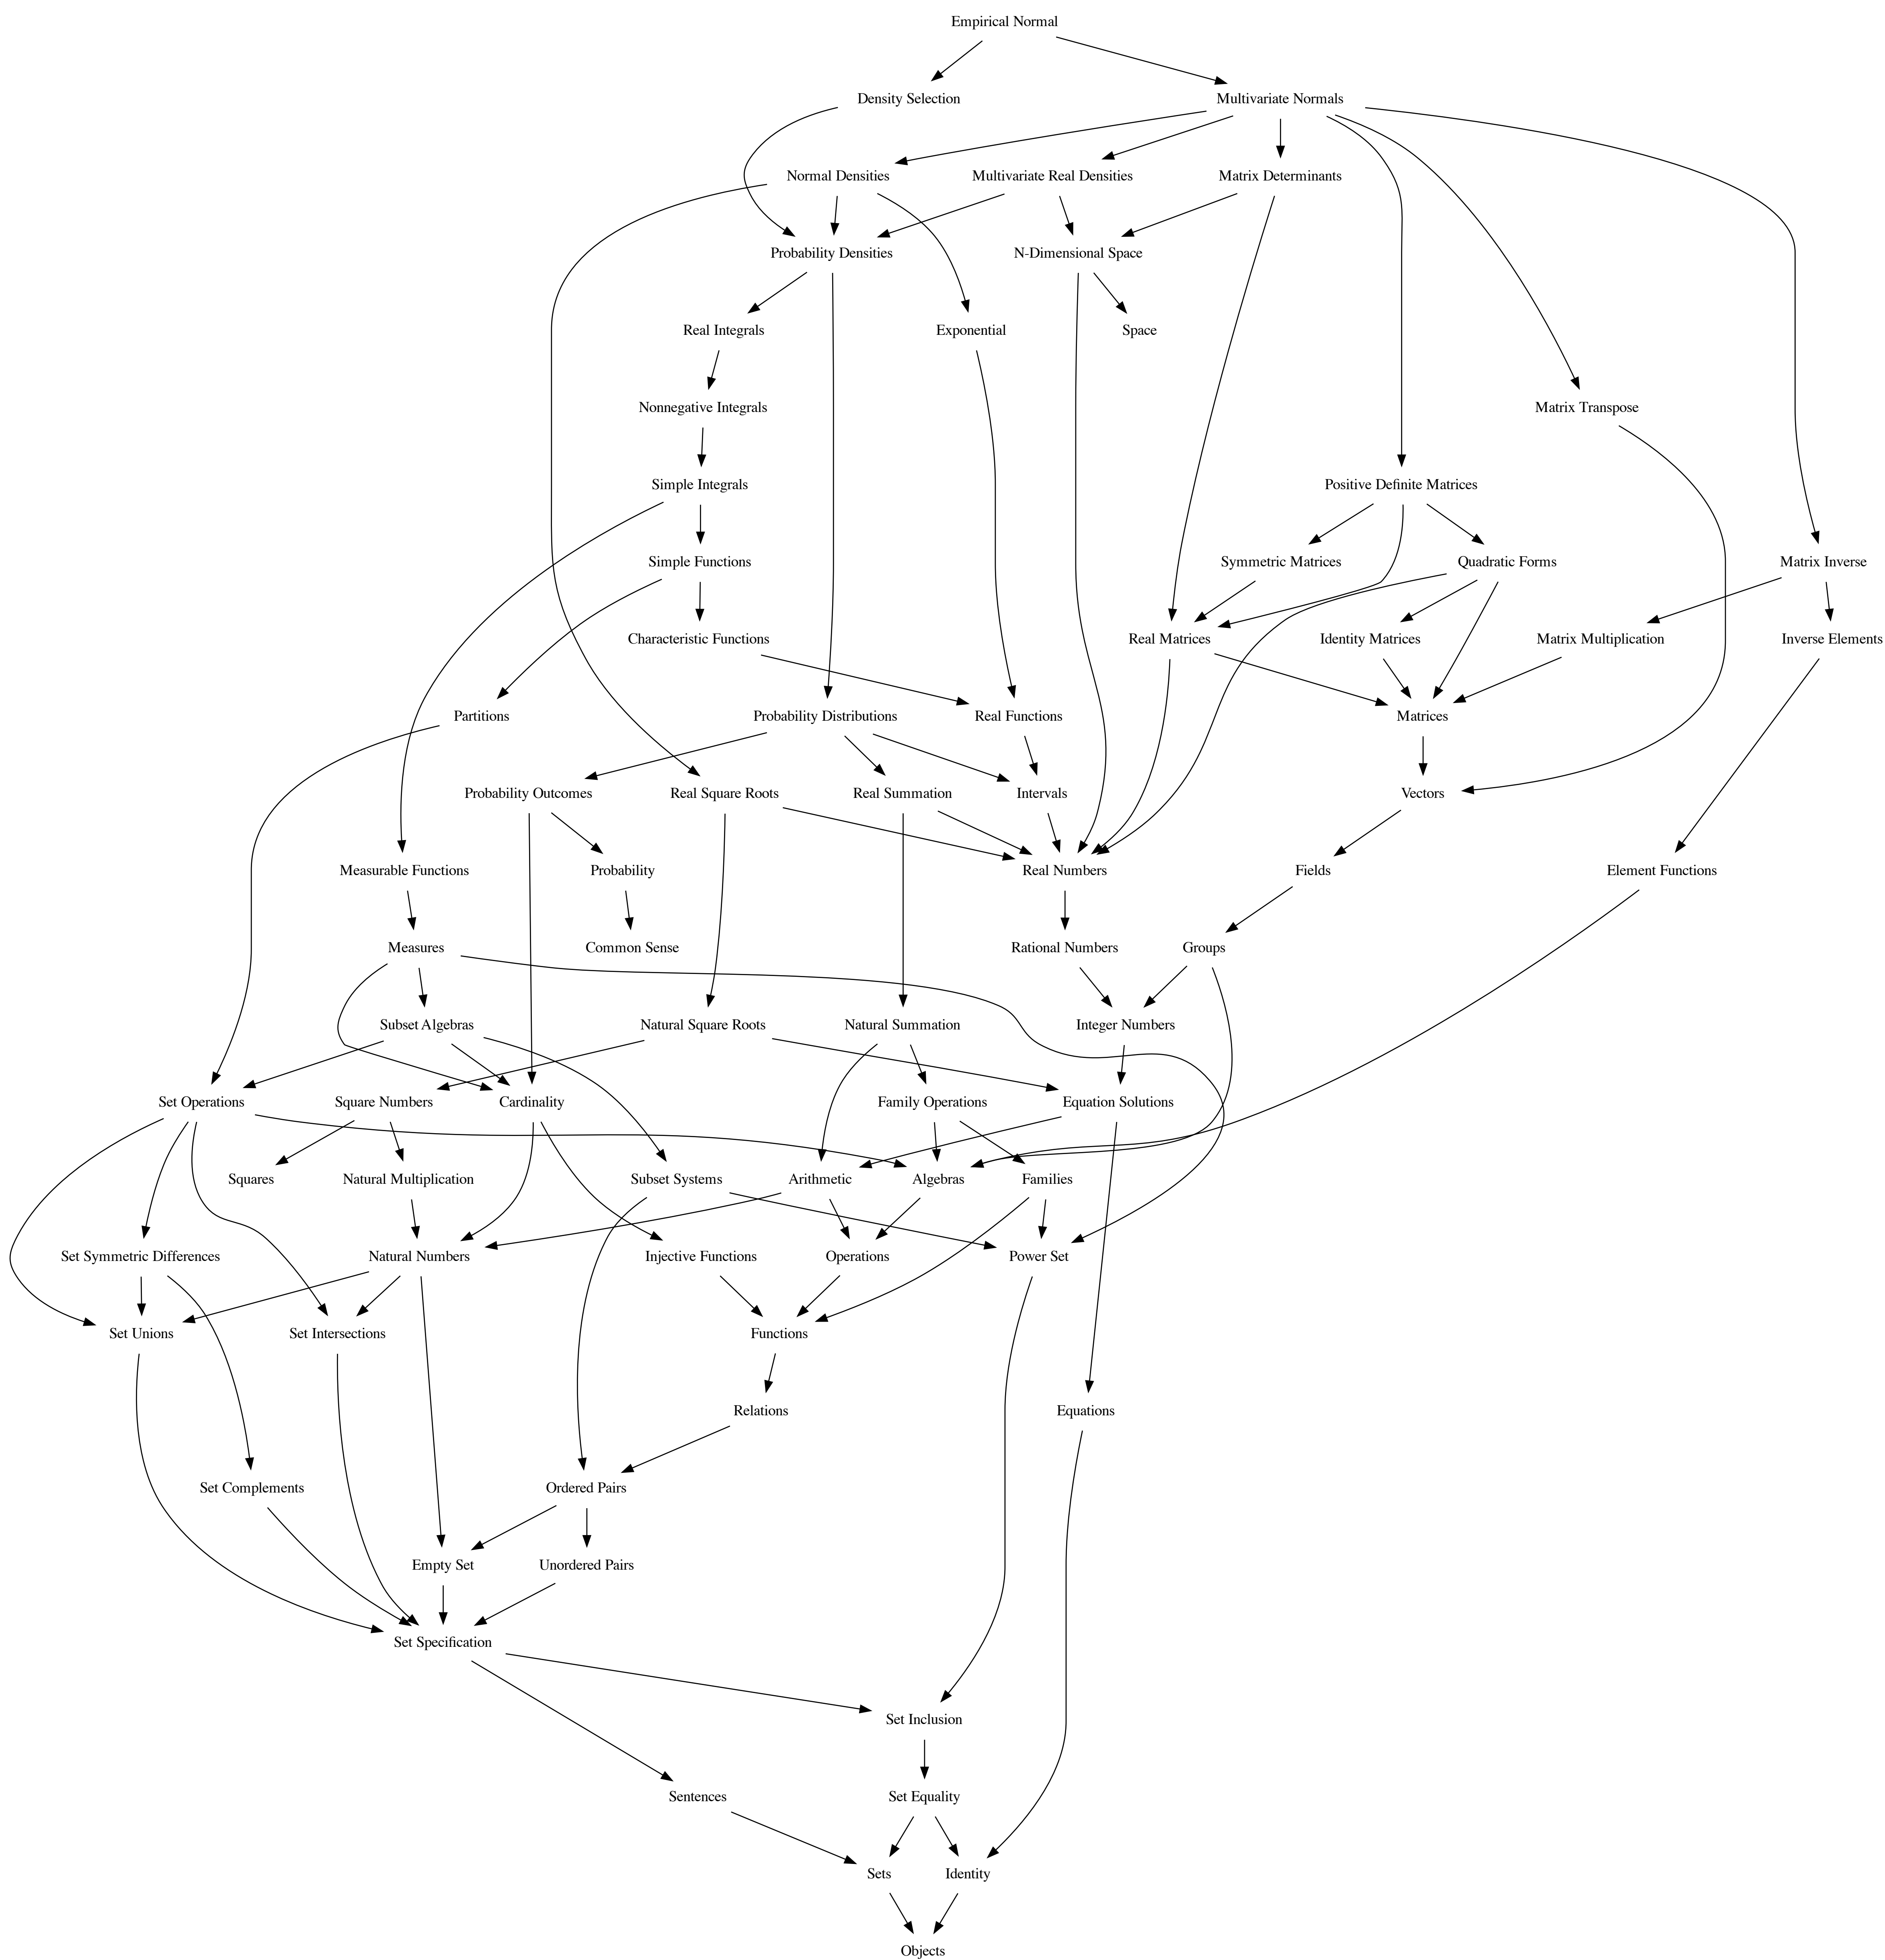 Empirical Normal
Density Selection
Multivariate Normals
Normal Densities
Multivariate Real Densities
Matrix Determinants
Probability Densities
N-Dimensional Space
Real Integrals
Exponential
Space
Nonnegative Integrals
Matrix Transpose
Simple Integrals
Positive Definite Matrices
Simple Functions
Symmetric Matrices
Quadratic Forms
Matrix Inverse
Characteristic Functions
Real Matrices
Identity Matrices
Matrix Multiplication
Inverse Elements
Partitions
Probability Distributions
Real Functions
Matrices
Probability Outcomes
Real Square Roots
Real Summation
Intervals
Vectors
Measurable Functions
Probability
Real Numbers
Fields
Element Functions
Measures
Common Sense
Rational Numbers
Groups
Subset Algebras
Natural Square Roots
Natural Summation
Integer Numbers
Set Operations
Square Numbers
Cardinality
Family Operations
Equation Solutions
Squares
Natural Multiplication
Subset Systems
Arithmetic
Algebras
Families
Set Symmetric Differences
Natural Numbers
Injective Functions
Operations
Power Set
Set Unions
Set Intersections
Functions
Relations
Equations
Set Complements
Ordered Pairs
Empty Set
Unordered Pairs
Set Specification
Set Inclusion
Sentences
Set Equality
Sets
Identity
Objects